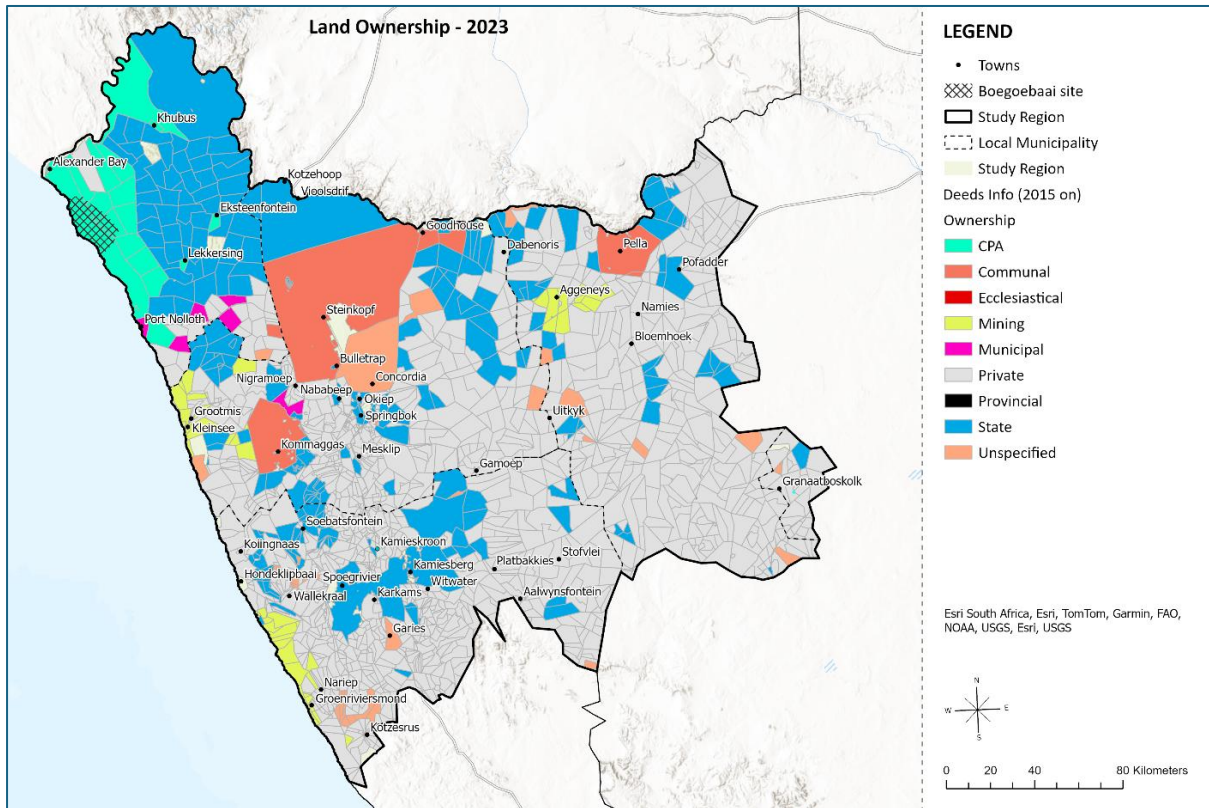 Land Ownership - 2023
Khubus
Alexander Bay
Kotzehoop
Vioolsdrif
Eksteenfontein
Goodhouse
Lekkersing
Dabenoris
Pella
Pofadder
Aggeneys
Steinkopf
Namies
Port Nolloth
Bloemhoek
Bulletrap
Nigramoep
Concordia
Nababeep
Okiep
Grootmis
Springbok
Uitkyk
Kleinsee
Kommaggas
Mesklip
Gamoep
Granaatboskolk
Soebatsfontein
Koiingnaas
Kamieskroon
Stofvlei
Hondeklipbaai
Spoegrivier
Kamiesberg
Platbakkies
Wallekraal
Karkams
Witwater
Aalwynsfontein
Garies
Nariep
Groenriviersmond
Kotzesrus
LEGEND
Towns
Boegoebaai site
Study Region
Local Municipality
Study Region
Deeds Info (2015 on)
Ownership
CPA
Communal
Ecclesiastical
Mining
Municipal
Private
Provincial
State
Unspecified
Esri South Africa, Esri, TomTom, Garmin, FAO,
NOAA, USGS, Esri, USGS
N
W E
S
0 20 40 80 Kilometers